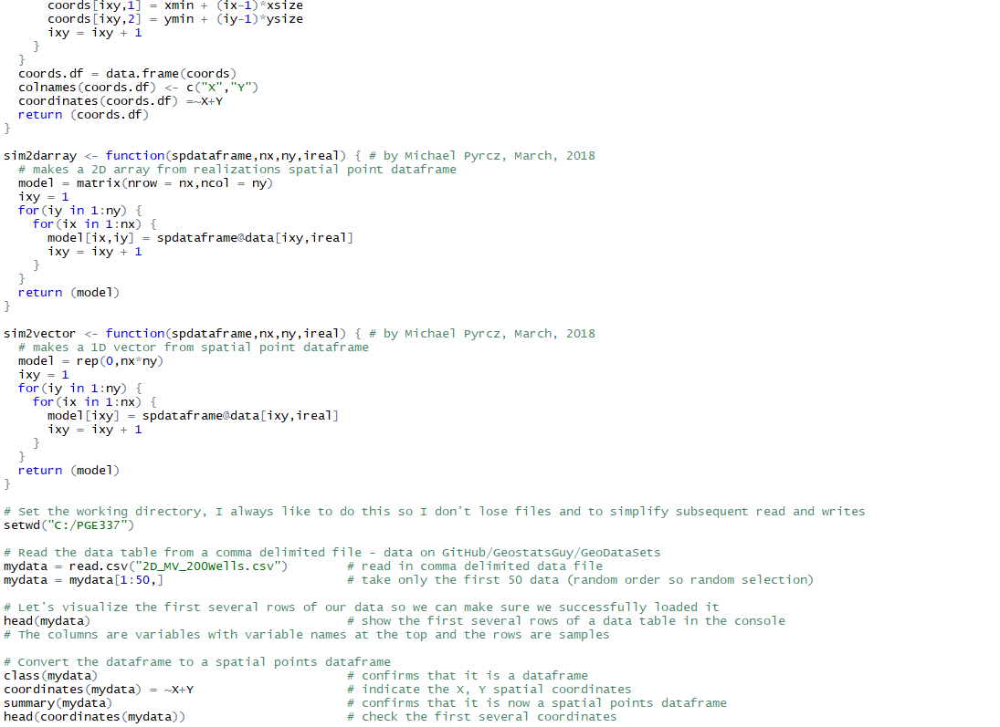 coords[ixy,1] = xmin + (ix-1)*xsize
      coords[ixy,2] = ymin + (iy-1)*ysize
      ixy = ixy + 1
    }
  }
  coords.df = data.frame(coords)
  colnames(coords.df) <- c("X","Y")
  coordinates(coords.df) =~X+Y
  return (coords.df)
}

sim2darray <- function(spdataframe,nx,ny,ireal) { # by Michael Pyrcz, March, 2018
  # makes a 2D array from realizations spatial point dataframe
  model = matrix(nrow = nx,ncol = ny)
  ixy = 1
  for(iy in 1:ny) {
    for(ix in 1:nx) {
      model[ix,iy] = spdataframe@data[ixy,ireal]
      ixy = ixy + 1
    }
  }
  return (model)
}

sim2vector <- function(spdataframe,nx,ny,ireal) { # by Michael Pyrcz, March, 2018
  # makes a 1D vector from spatial point dataframe
  model = rep(0,nx*ny)
  ixy = 1
  for(iy in 1:ny) {
    for(ix in 1:nx) {
      model[ixy] = spdataframe@data[ixy,ireal]
      ixy = ixy + 1
    }
  }
  return (model)
}

# Set the working directory, I always like to do this so I don't lose files and to simplify subsequent read and writes
setwd("C:/PGE337")

# Read the data table from a comma delimited file - data on GitHub/GeostatsGuy/GeoDataSets
mydata = read.csv("2D_MV_200Wells.csv")        # read in comma delimited data file
mydata = mydata[1:50,]                         # take only the first 50 data (random order so random selection)

# Let's visualize the first several rows of our data so we can make sure we successfully loaded it
head(mydata)                                   # show the first several rows of a data table in the console
# The columns are variables with variable names at the top and the rows are samples

# Convert the dataframe to a spatial points dataframe
class(mydata)                                  # confirms that it is a dataframe
coordinates(mydata) = ~X+Y                     # indicate the X, Y spatial coordinates
summary(mydata)                                # confirms that it is now a spatial points dataframe
head(coordinates(mydata))                      # check the first several coordinates